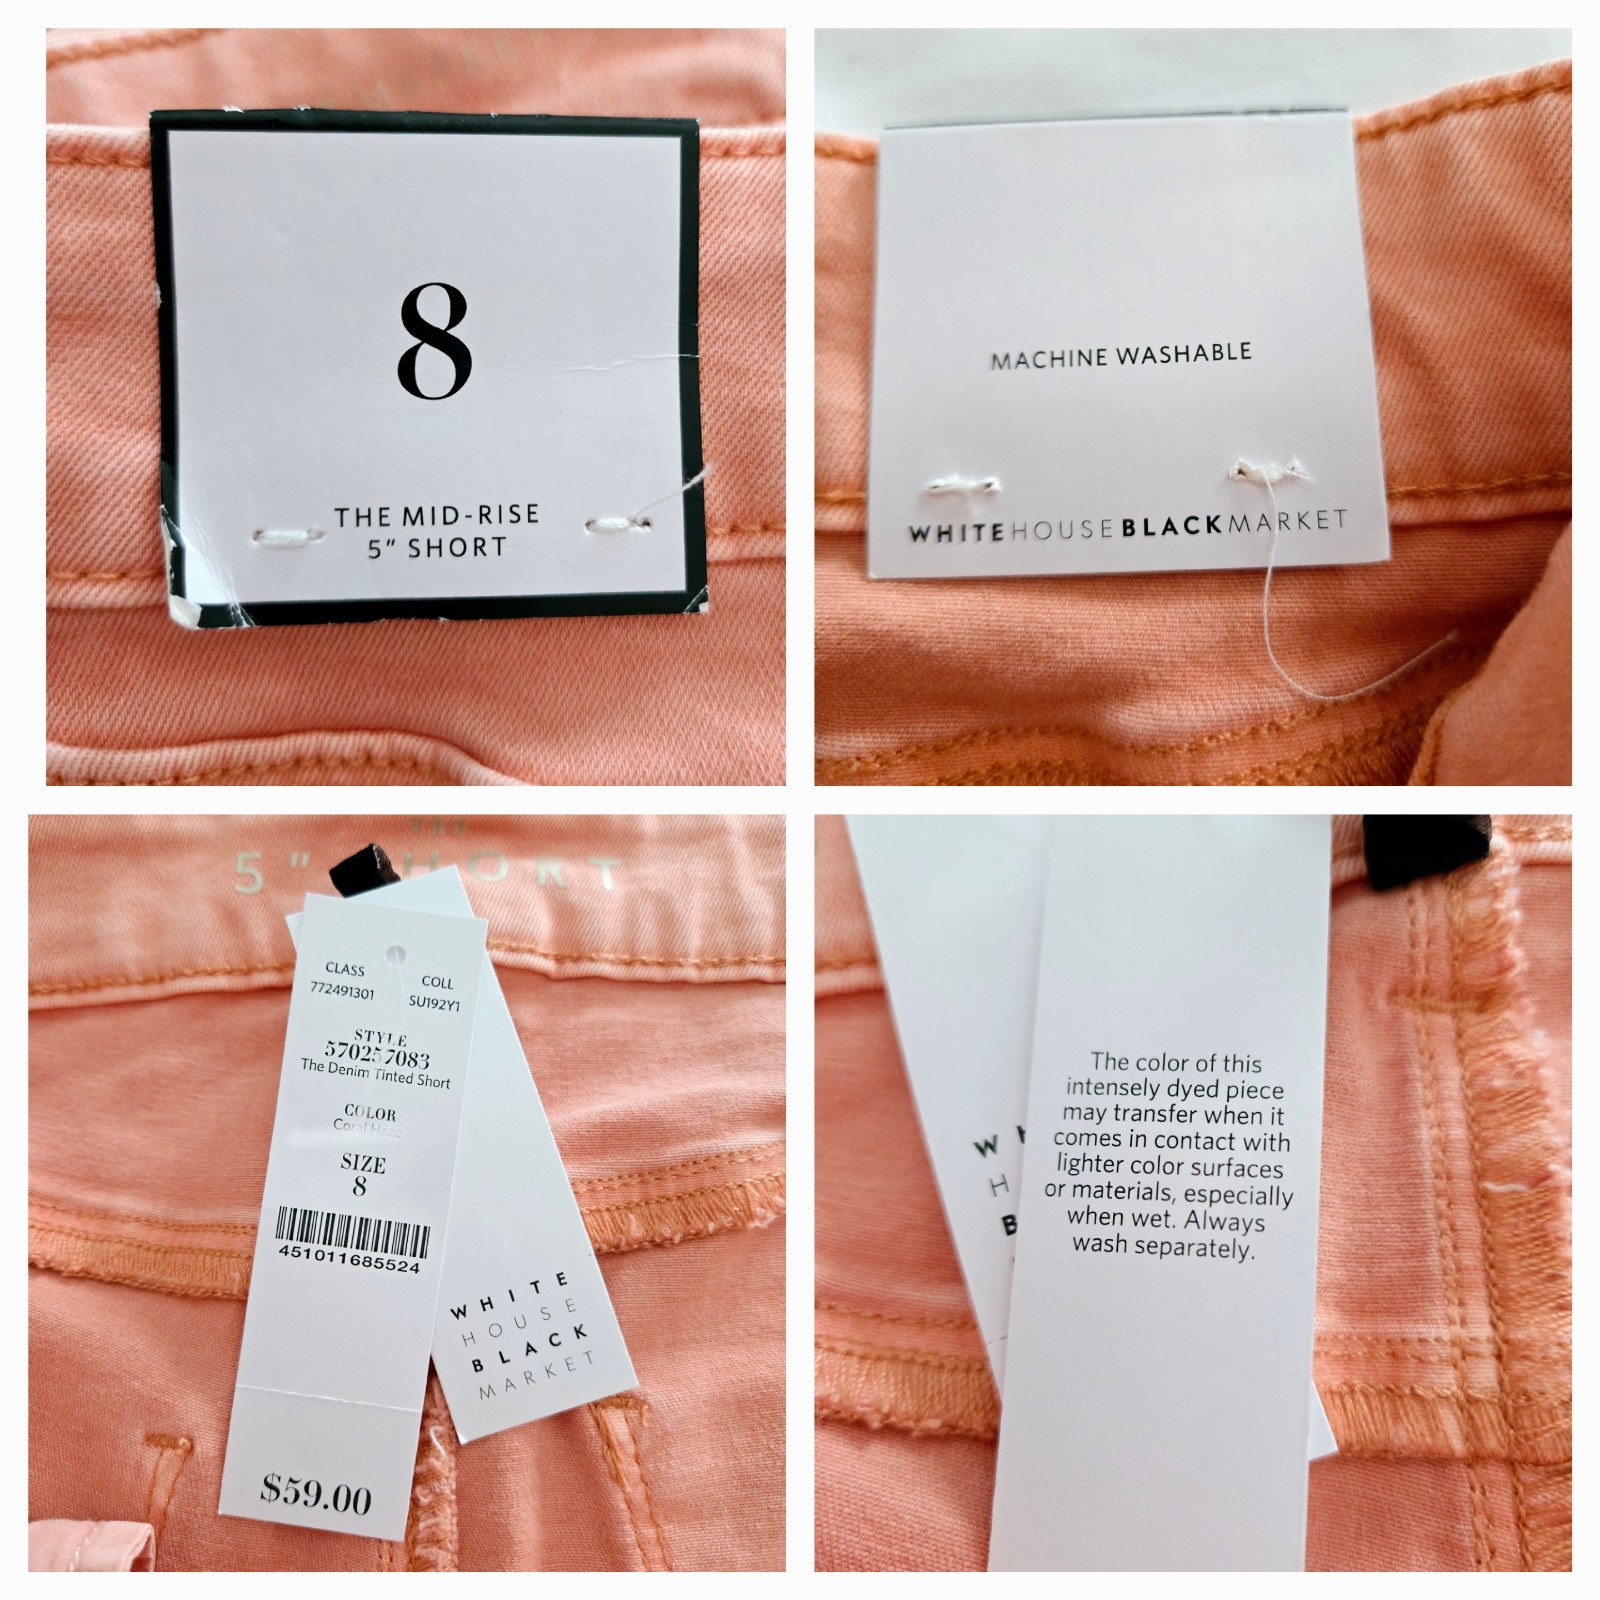 8
THE MID-RISE
5" SHORT
MACHINE WASHABLE
WHITEHOUSEBLACKMARKET
5" SHORT
CLASS
772491301
COLL
SU192Y1
STYLE
570257083
The Denim Tinted Short
COLOR
Coral Haze
SIZE
8
451011685524
$59.00
WHITE
HOUSE
BLACK
MARKET
W H
H
B
The color of this
intensely dyed piece
may transfer when it
comes in contact with
lighter color surfaces
or materials, especially
when wet. Always
wash separately.